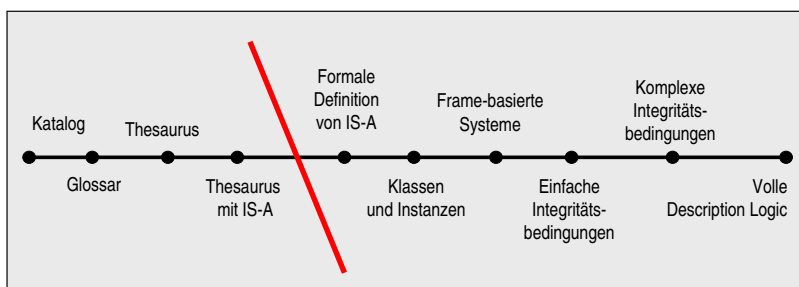 Katalog
Glossar
Thesaurus
Thesaurus
mit IS-A
Formale
Definition
von IS-A
Klassen
und Instanzen
Frame-basierte
Systeme
Einfache
Integritäts-
bedingungen
Komplexe
Integritäts-
bedingungen
Volle
Description Logic